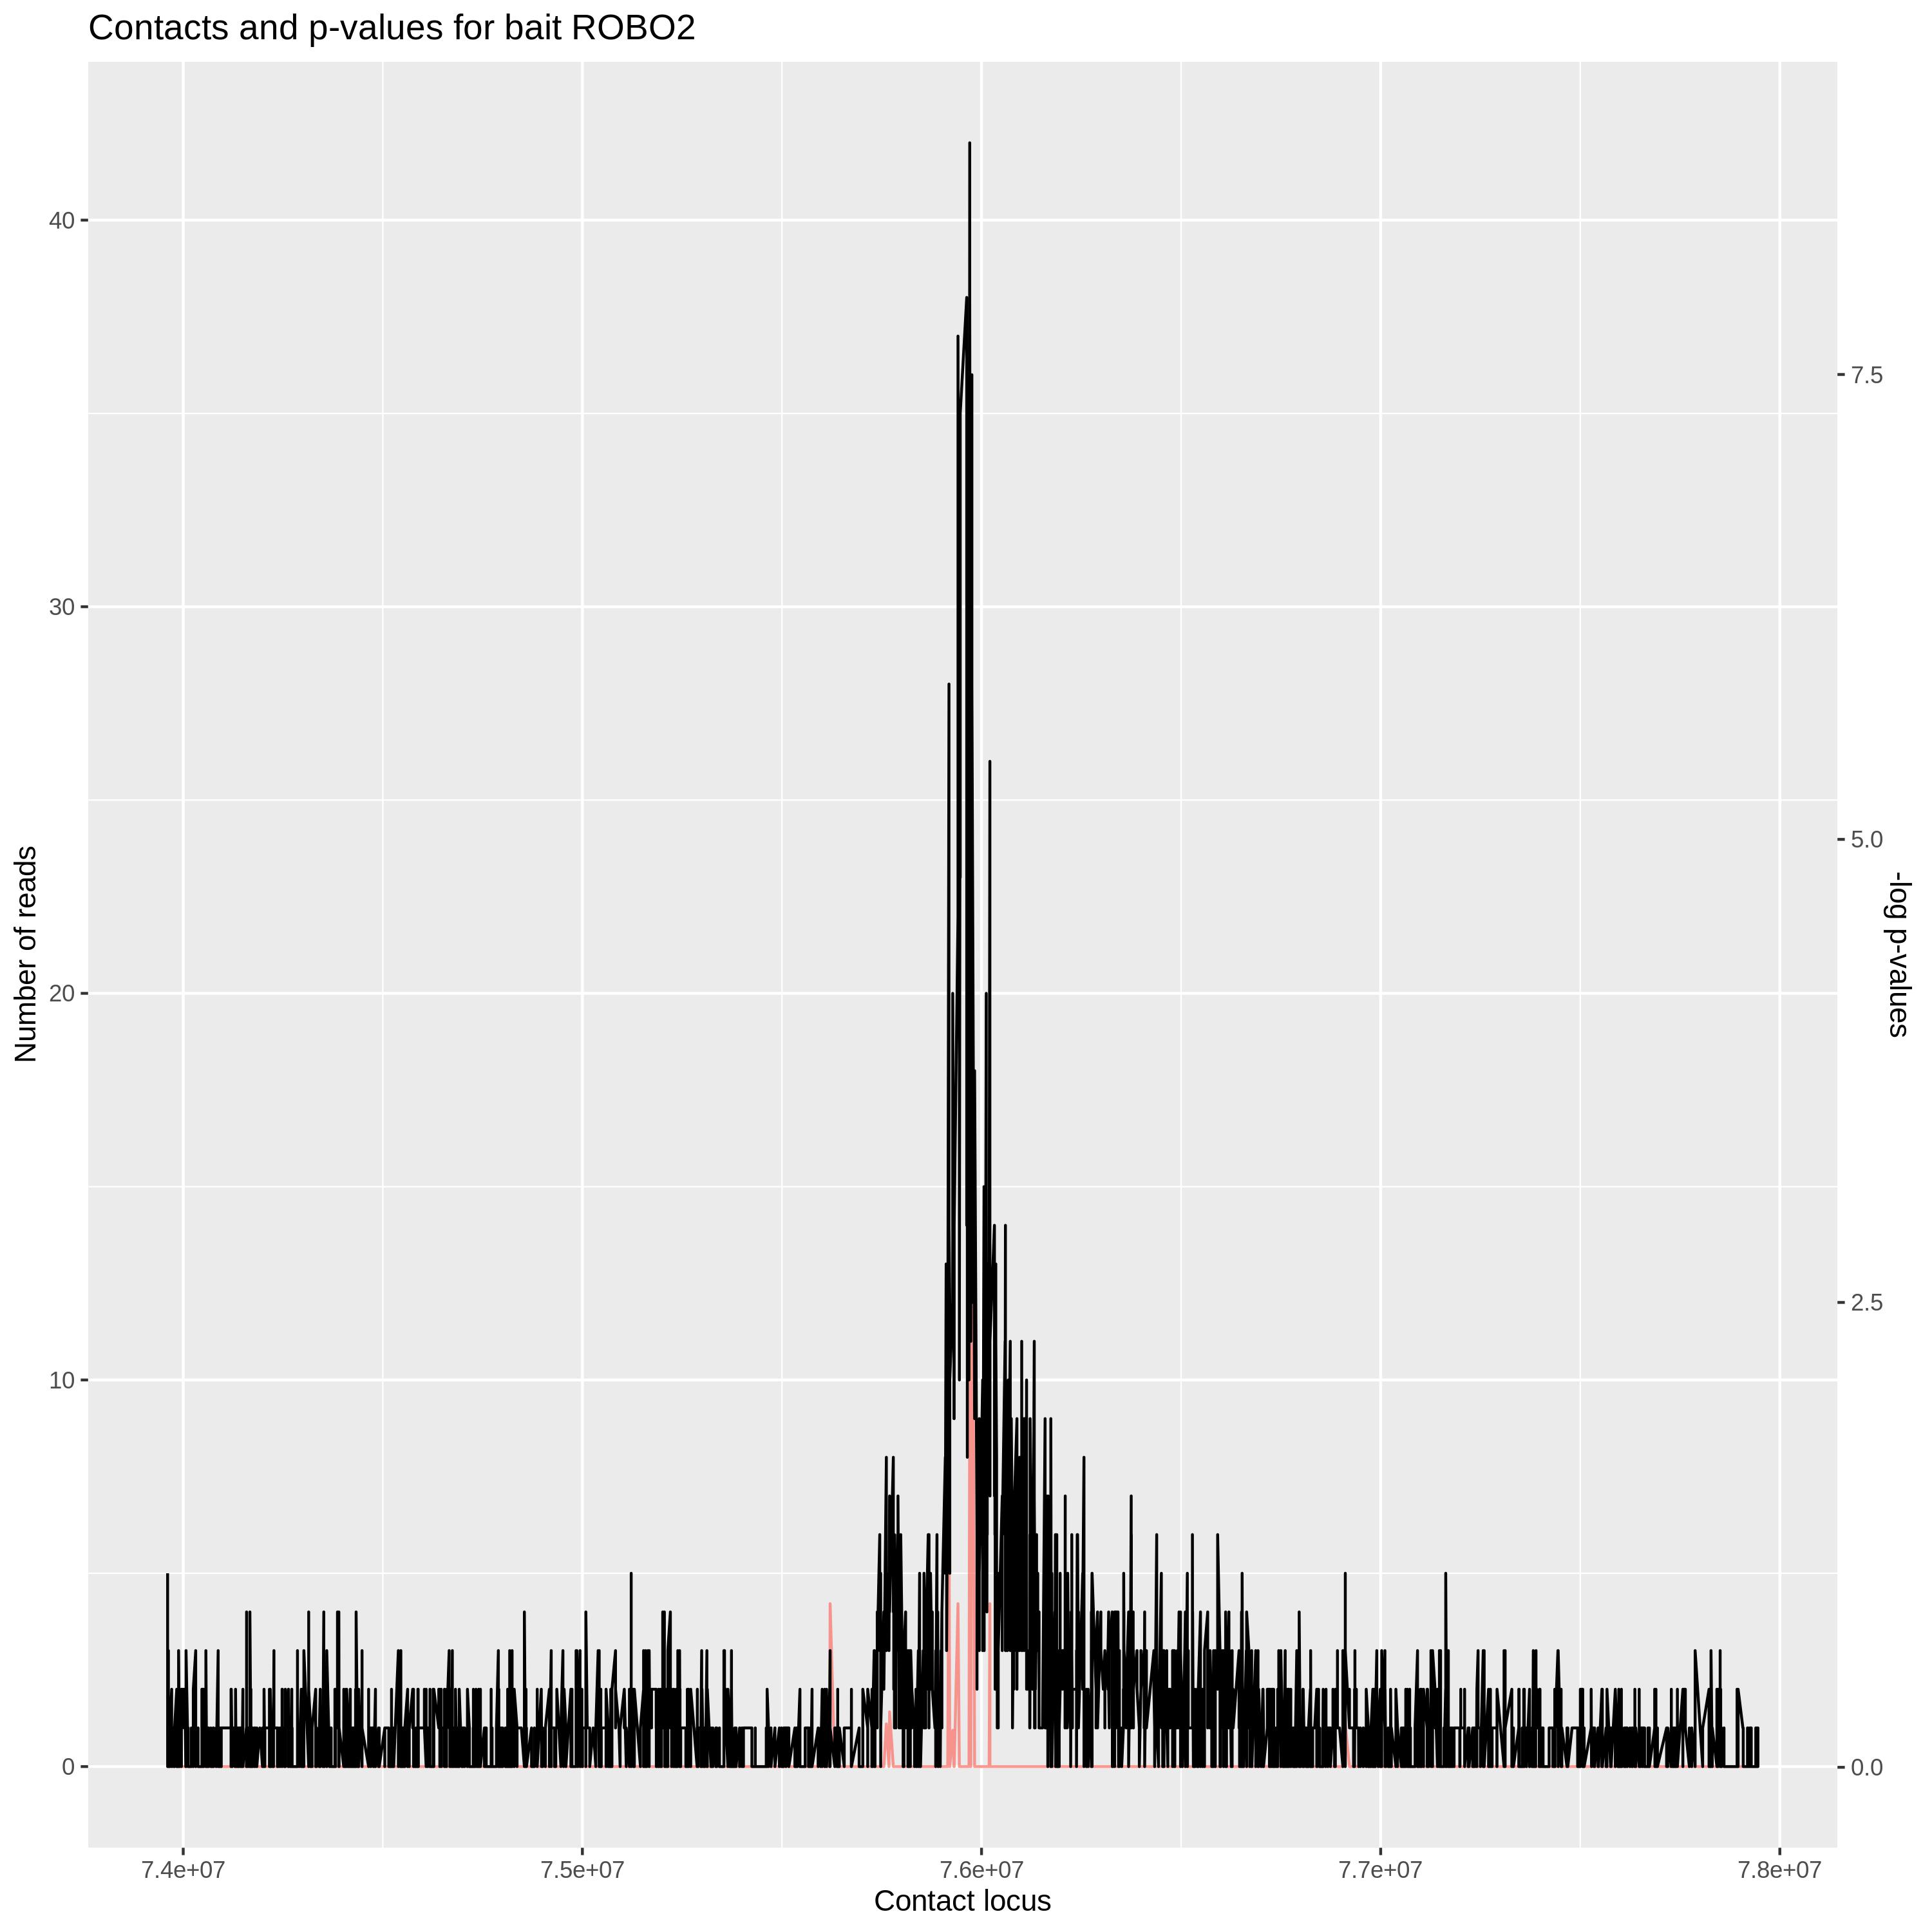 Contacts and p-values for bait ROBO2
40
30
20
10
0
Number of reads
7.5
5.0
2.5
0.0
-log p-values
7.4e+07
7.5e+07
7.6e+07
7.7e+07
7.8e+07
Contact locus